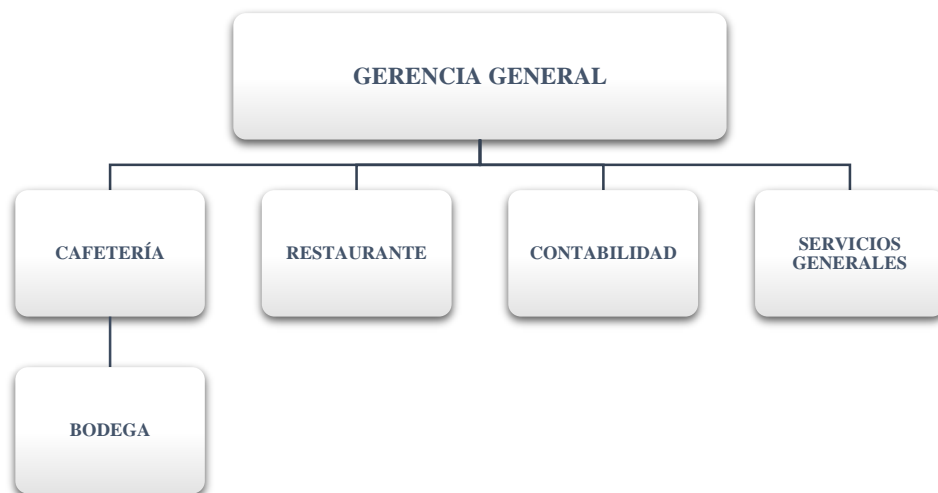 GERENCIA GENERAL
CAFETERÍA
RESTAURANTE
CONTABILIDAD
SERVICIOS
GENERALES
BODEGA